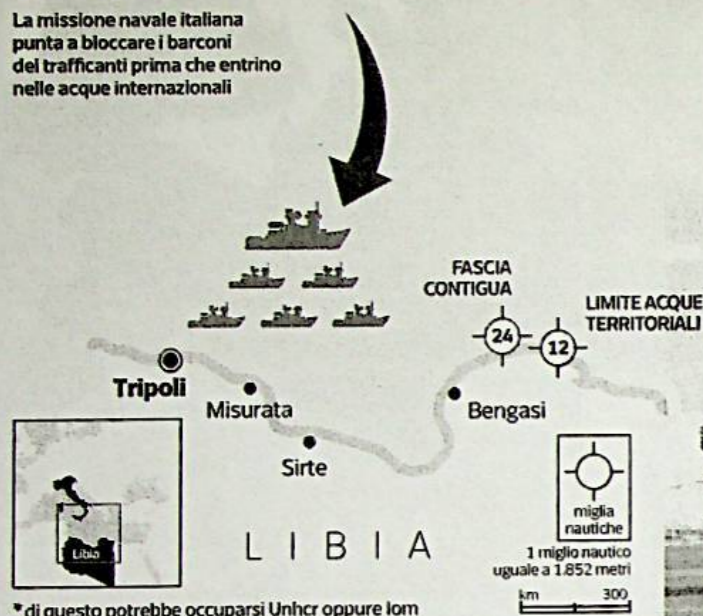 La missione navale italiana
punta a bloccare i barconi
dei trafficanti prima che entrino
nelle acque internazionali
FASCIA
CONTIGUA
24
LIMITE ACQUE
TERRITORIALI
12
Tripoli
Misurata
Sirte
Bengasi
LIBIA
Libia
miglia
nautiche
1 miglio nautico
uguale a 1.852 metri
km 300
*di questo potrebbe occuparsi Unhcr oppure Iom